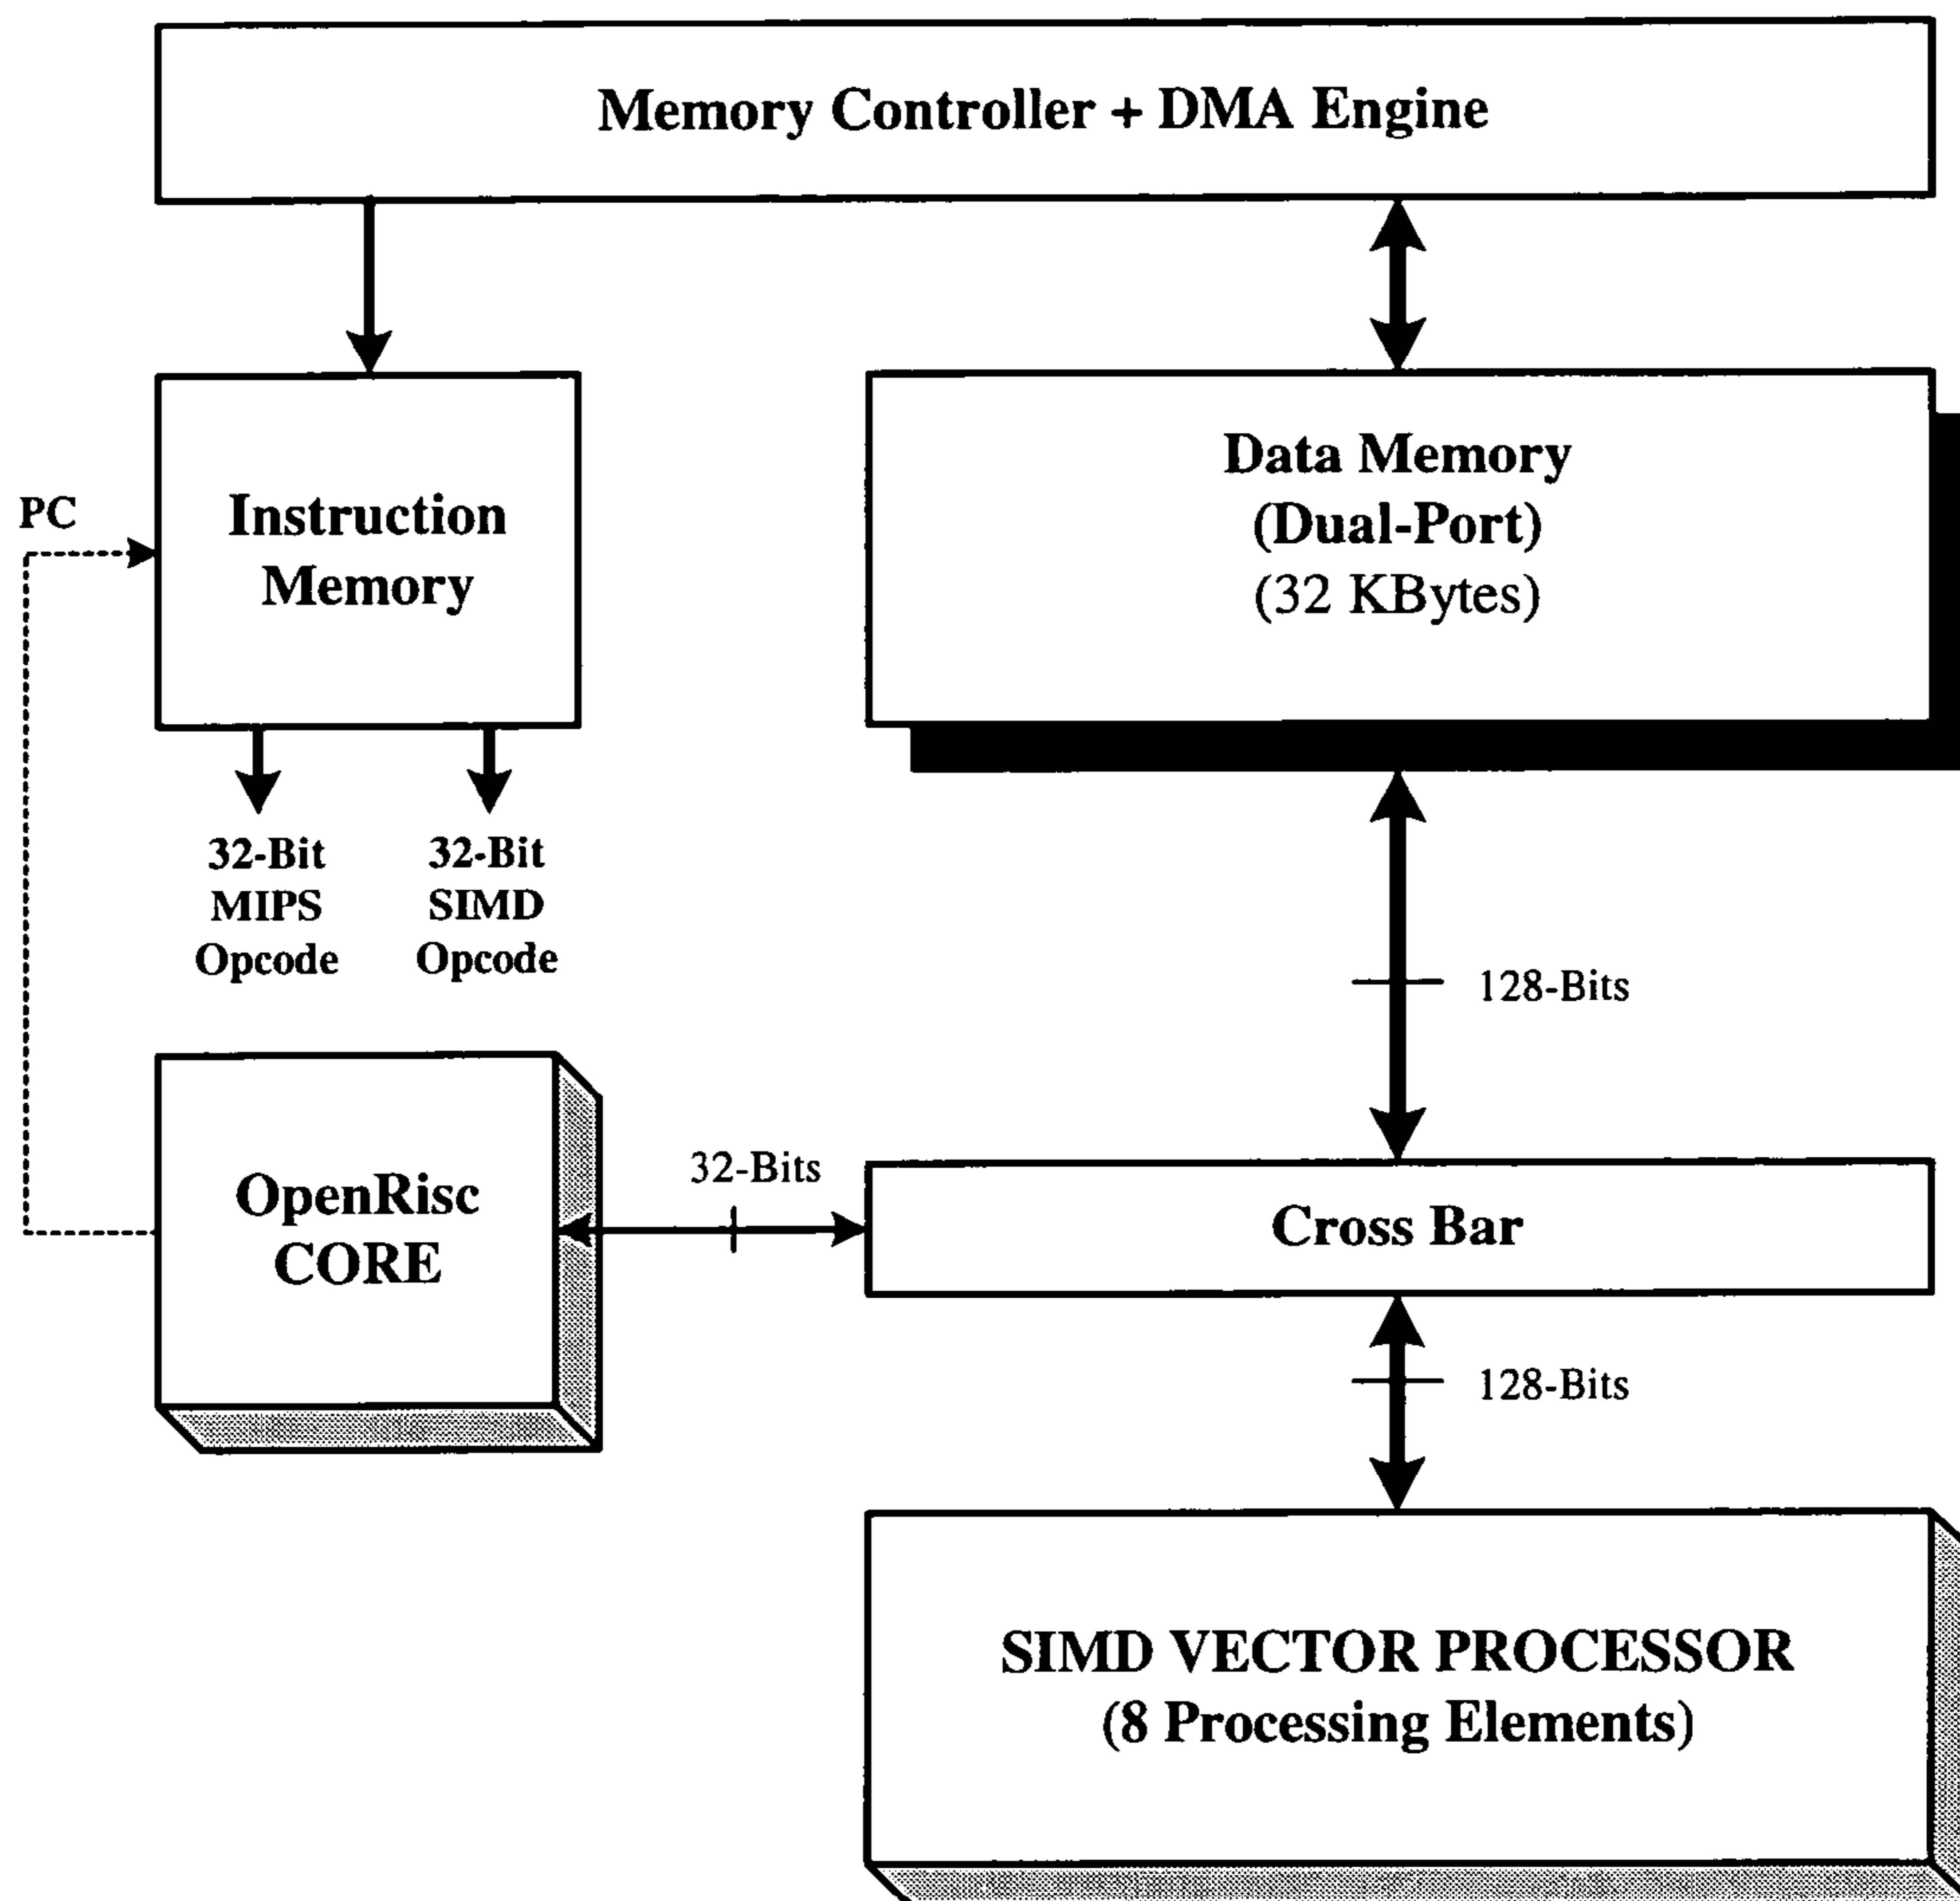 Memory Controller + DMA Engine
PC
Instruction
Memory
Data Memory
(Dual-Port)
(32 KBytes)
32-Bit
MIPS
Opcode
32-Bit
SIMD
Opcode
128-Bits
OpenRisc
CORE
32-Bits
Cross Bar
128-Bits
SIMD VECTOR PROCESSOR
(8 Processing Elements)